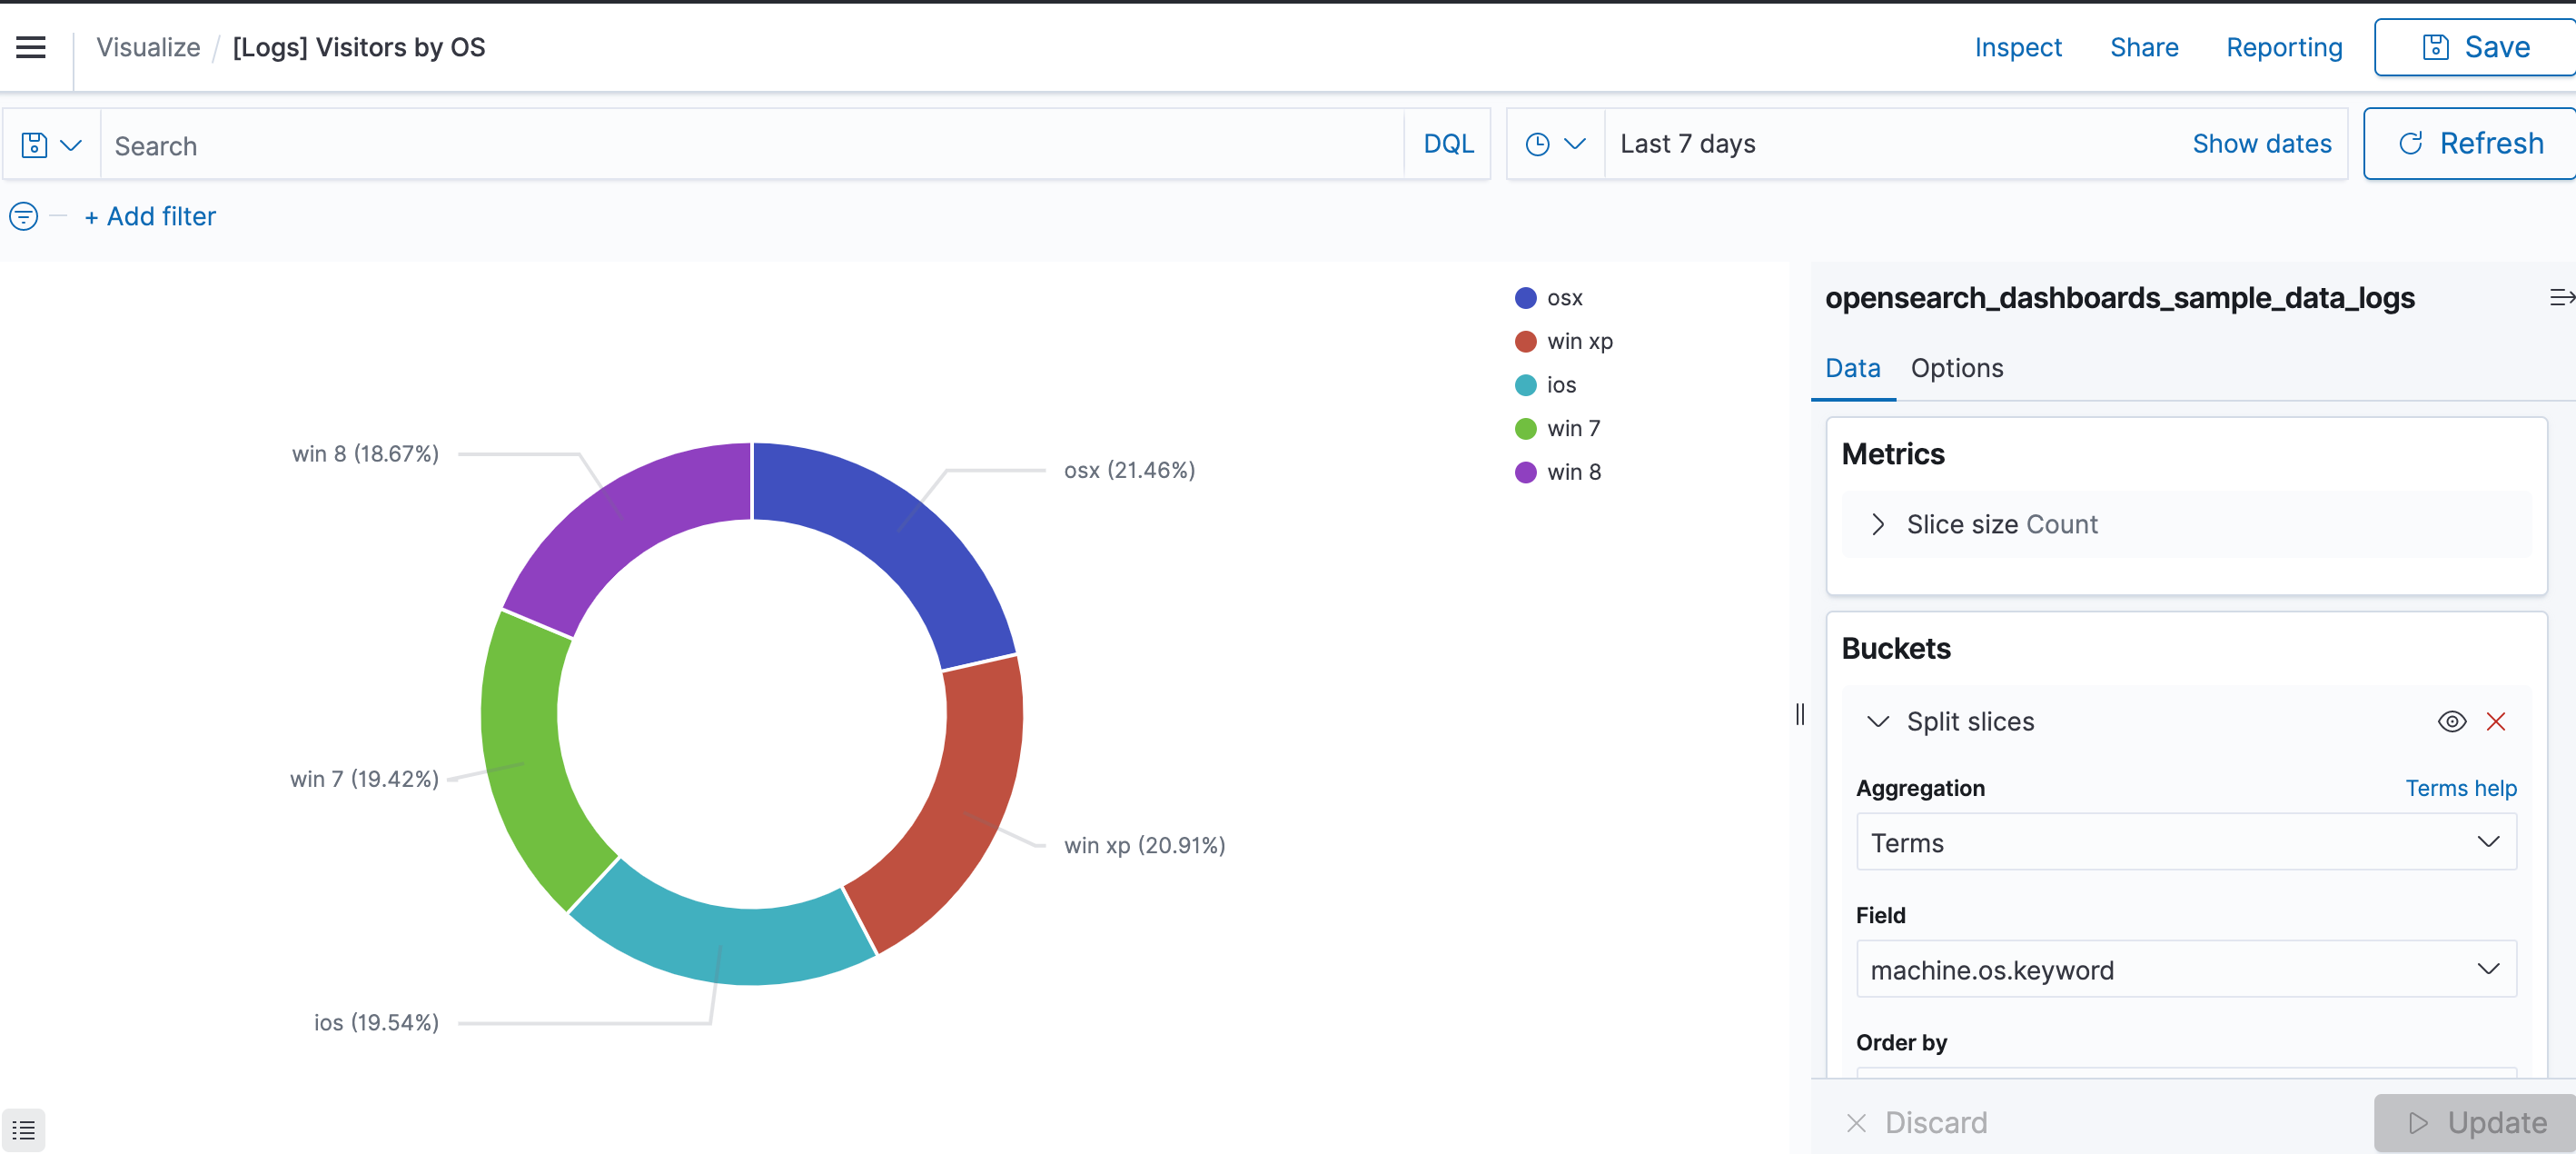 Visualize / [Logs] Visitors by OS
Inspect Share Reporting Save
Search DQL Last 7 days Show dates Refresh
+ Add filter
osx
win xp
ios
win 7
win 8
win 8 (18.67%)
osx (21.46%)
win 7 (19.42%)
win xp (20.91%)
ios (19.54%)
opensearch_dashboards_sample_data_logs
Data Options
Metrics
Slice size Count
Buckets
Split slices
Aggregation Terms help
Terms
Field
machine.os.keyword
Order by
Discard Update